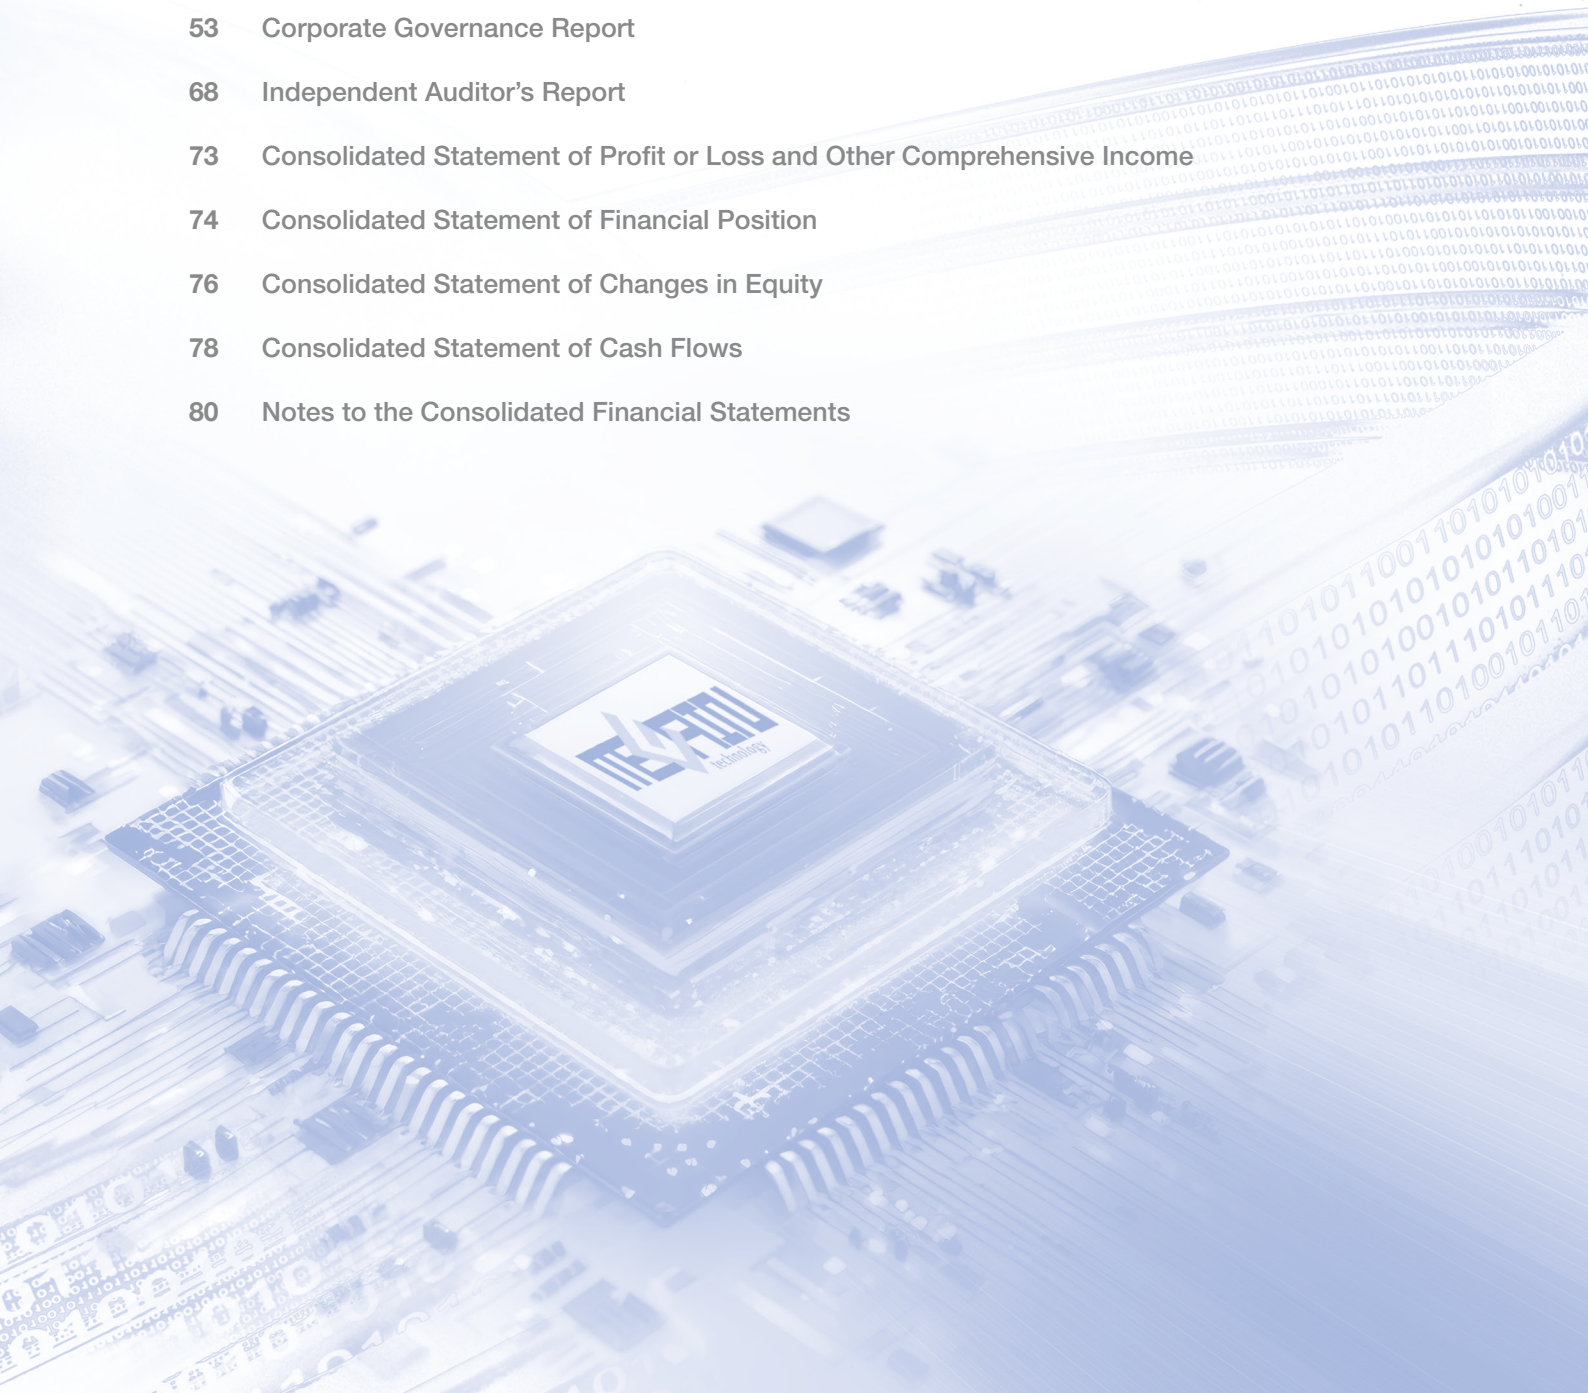 53 Corporate Governance Report
68 Independent Auditor’s Report
73 Consolidated Statement of Profit or Loss and Other Comprehensive Income
74 Consolidated Statement of Financial Position
76 Consolidated Statement of Changes in Equity
78 Consolidated Statement of Cash Flows
80 Notes to the Consolidated Financial Statements
technology